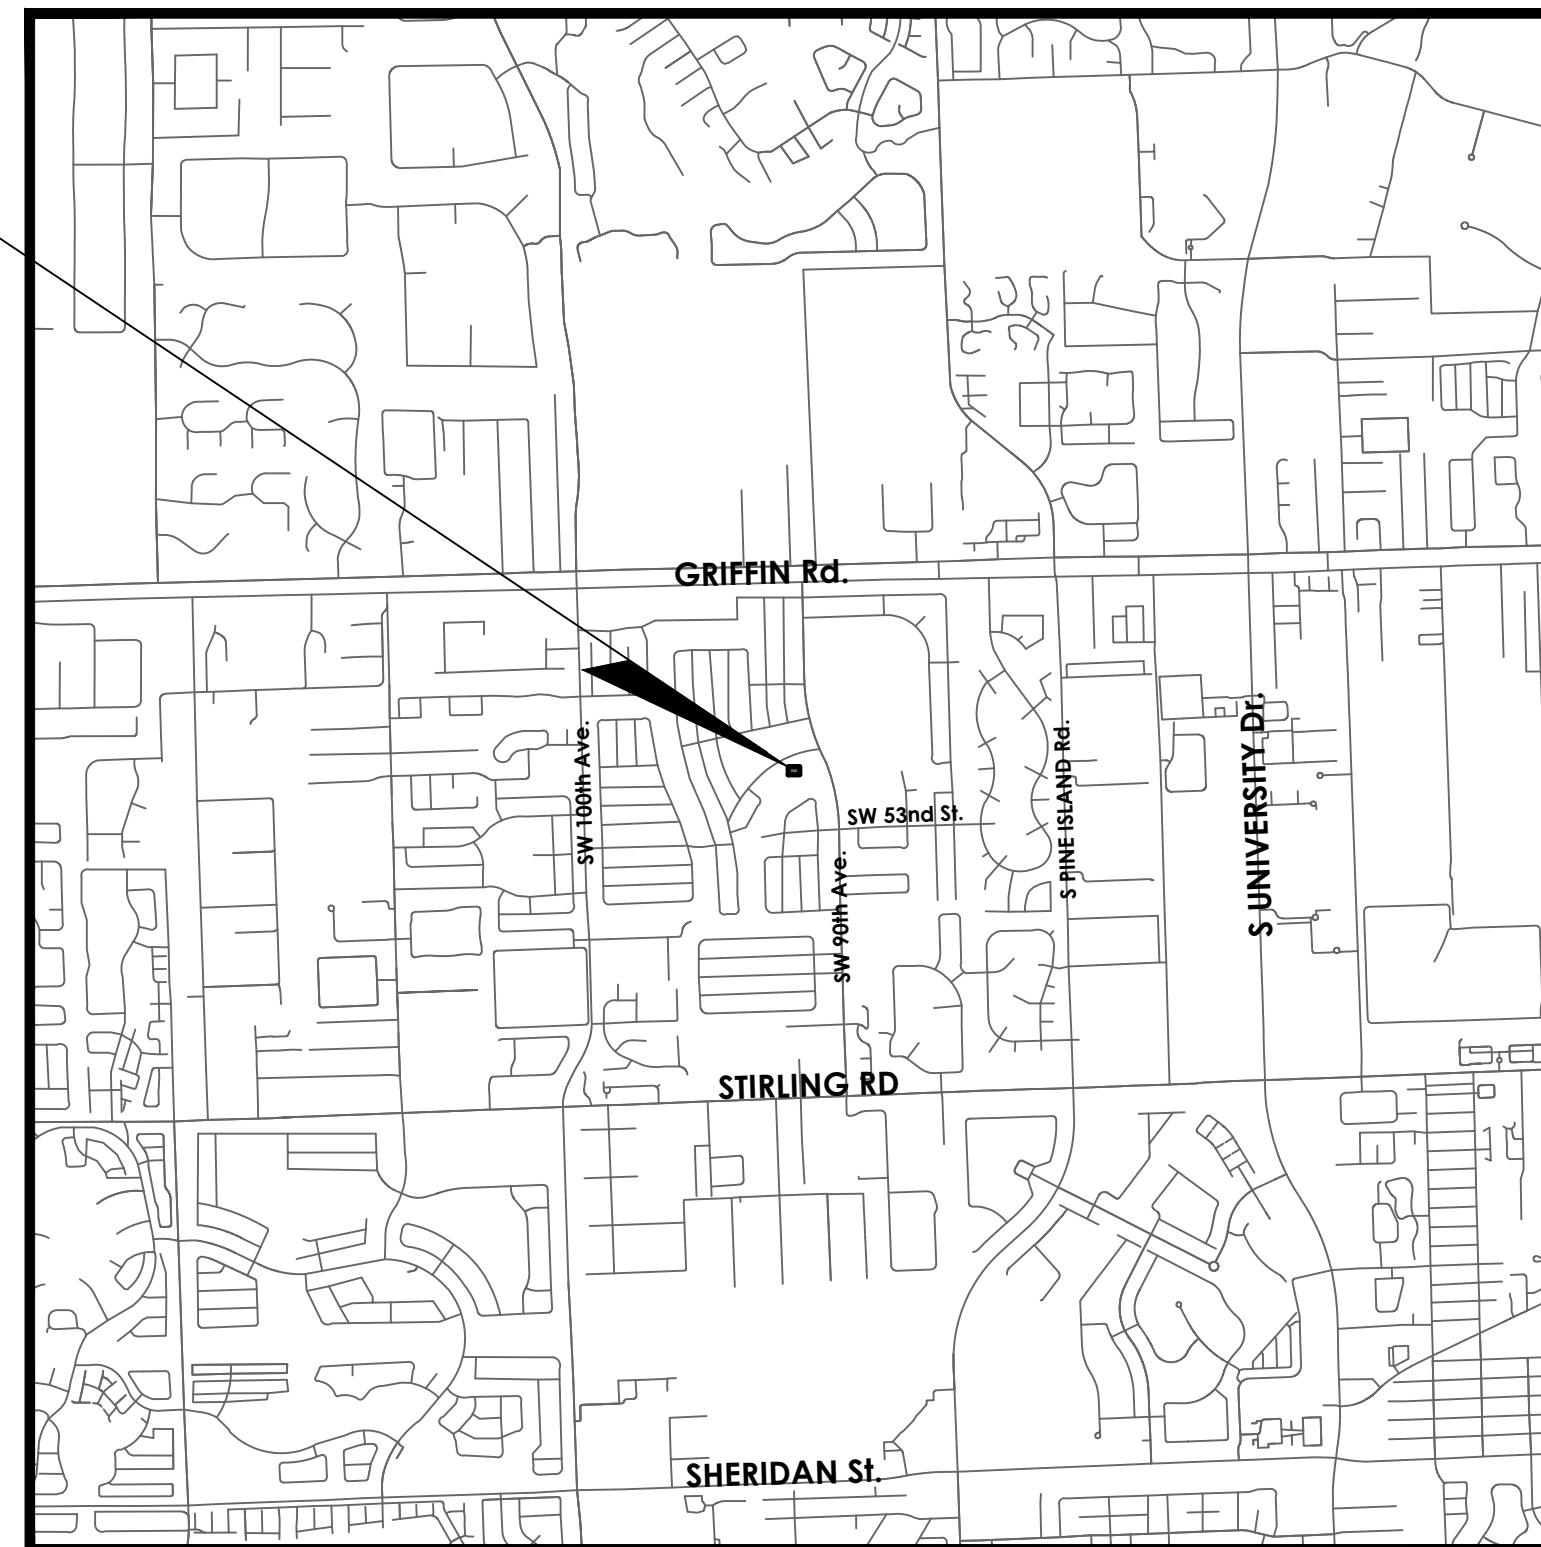 GRIFFIN Rd.
SW 100th Ave.
S PINE ISLAND Rd.
S UNIVERSITY Dr.
SW 53nd St.
SW 90th Ave.
STIRLING RD
SHERIDAN St.